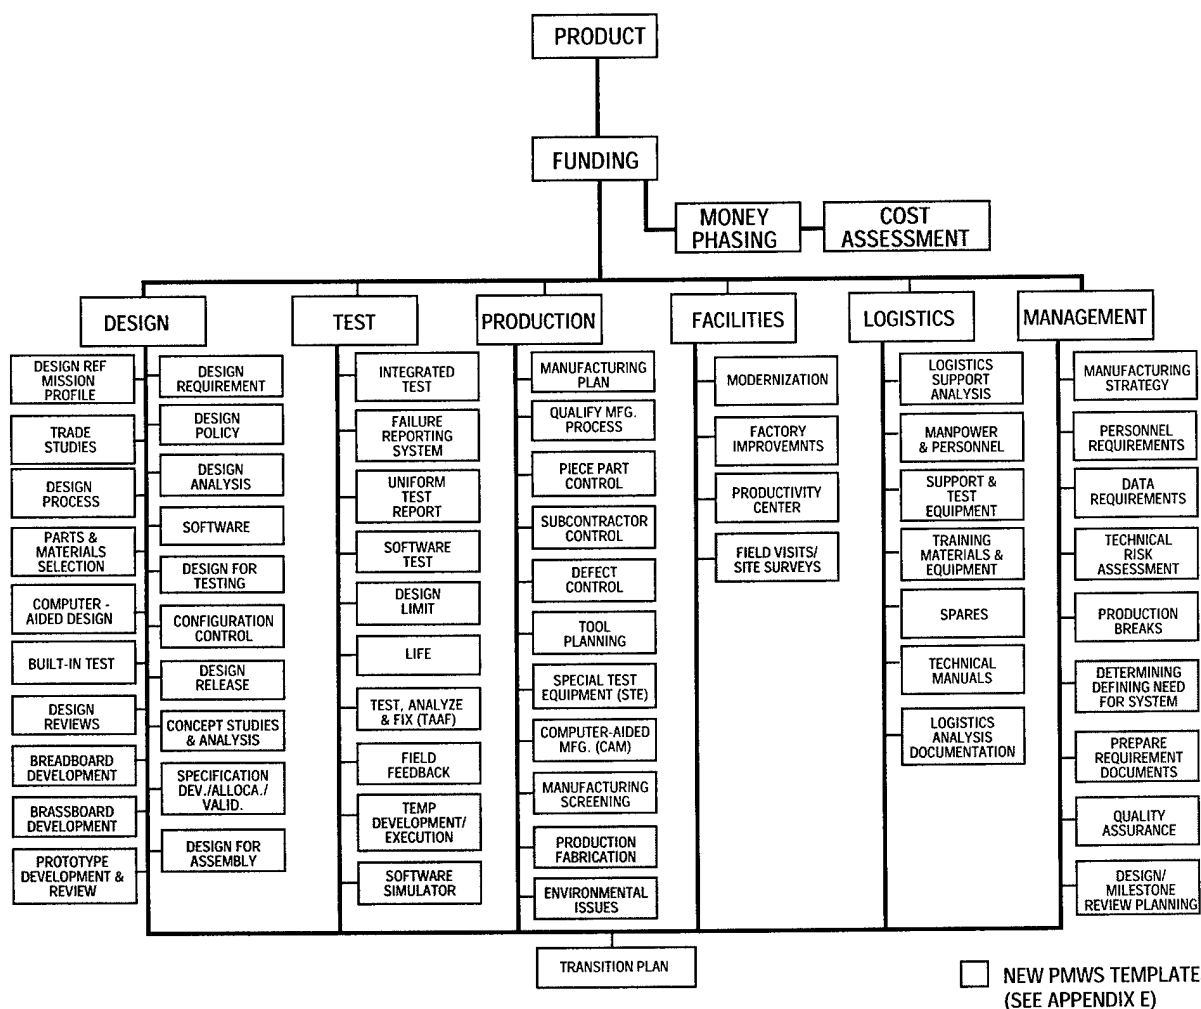 PRODUCT
FUNDING
MONEY
PHASING
COST
ASSESSMENT
DESIGN
TEST
PRODUCTION
FACILITIES
LOGISTICS
MANAGEMENT
DESIGN REF
MISSION
PROFILE
TRADE
STUDIES
DESIGN
PROCESS
PARTS &
MATERIALS
SELECTION
COMPUTER -
AIDED DESIGN
BUILT-IN TEST
DESIGN
REVIEWS
BREADBOARD
DEVELOPMENT
BRASSBOARD
DEVELOPMENT
PROTOTYPE
DEVELOPMENT &
REVIEW
DESIGN
REQUIREMENT
DESIGN
POLICY
DESIGN
ANALYSIS
SOFTWARE
DESIGN FOR
TESTING
CONFIGURATION
CONTROL
DESIGN
RELEASE
CONCEPT STUDIES
& ANALYSIS
SPECIFICATION
DEV./ALLOCA./
VALID.
DESIGN FOR
ASSEMBLY
INTEGRATED
TEST
FAILURE
REPORTING
SYSTEM
UNIFORM
TEST
REPORT
SOFTWARE
TEST
DESIGN
LIMIT
LIFE
TEST, ANALYZE
& FIX (TAAF)
FIELD
FEEDBACK
TEMP
DEVELOPMENT/
EXECUTION
SOFTWARE
SIMULATOR
MANUFACTURING
PLAN
QUALIFY MFG.
PROCESS
PIECE PART
CONTROL
SUBCONTRACTOR
CONTROL
DEFECT
CONTROL
TOOL
PLANNING
SPECIAL TEST
EQUIPMENT (STE)
COMPUTER-AIDED
MFG. (CAM)
MANUFACTURING
SCREENING
PRODUCTION
FABRICATION
ENVIRONMENTAL
ISSUES
MODERNIZATION
FACTORY
IMPROVEMNTS
PRODUCTIVITY
CENTER
FIELD VISITS/
SITE SURVEYS
LOGISTICS
SUPPORT
ANALYSIS
MANPOWER
& PERSONNEL
SUPPORT &
TEST
EQUIPMENT
TRAINING
MATERIALS &
EQUIPMENT
SPARES
TECHNICAL
MANUALS
LOGISTICS
ANALYSIS
DOCUMENTATION
MANUFACTURING
STRATEGY
PERSONNEL
REQUIREMENTS
DATA
REQUIREMENTS
TECHNICAL
RISK
ASSESSMENT
PRODUCTION
BREAKS
DETERMINING
DEFINING NEED
FOR SYSTEM
PREPARE
REQUIREMENT
DOCUMENTS
QUALITY
ASSURANCE
DESIGN/
MILESTONE
REVIEW PLANNING
TRANSITION PLAN
NEW PMWS TEMPLATE
(SEE APPENDIX E)